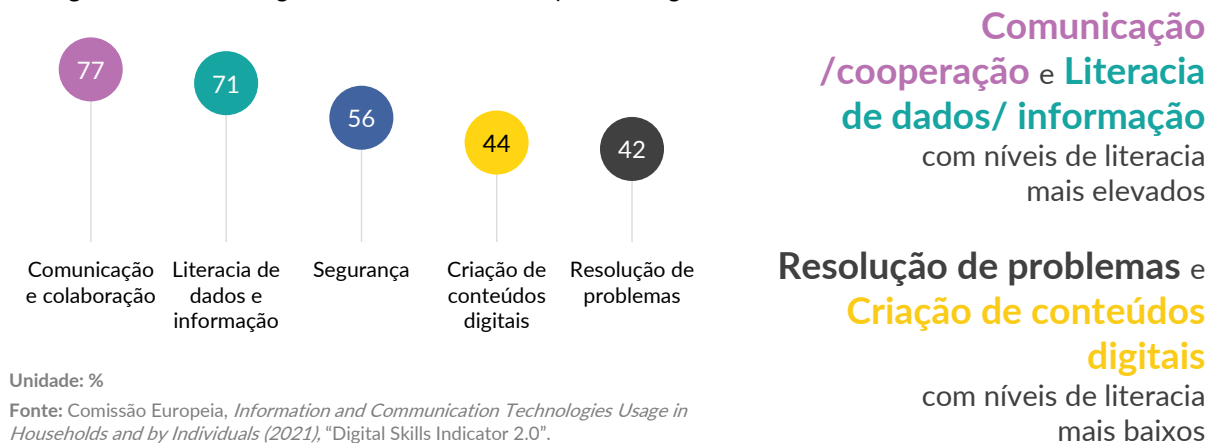 77
71
56
44
42
Comunicação
e colaboração
Literacia de
dados e
informação
Segurança
Criação de
conteúdos
digitais
Resolução de
problemas
Unidade: %
Fonte: Comissão Europeia, Information and Communication Technologies Usage in
Households and by Individuals (2021), “Digital Skills Indicator 2.0”.
Comunicação
/cooperação e Literacia
de dados/ informação
com níveis de literacia
mais elevados
Resolução de problemas e
Criação de conteúdos
digitais
com níveis de literacia
mais baixos